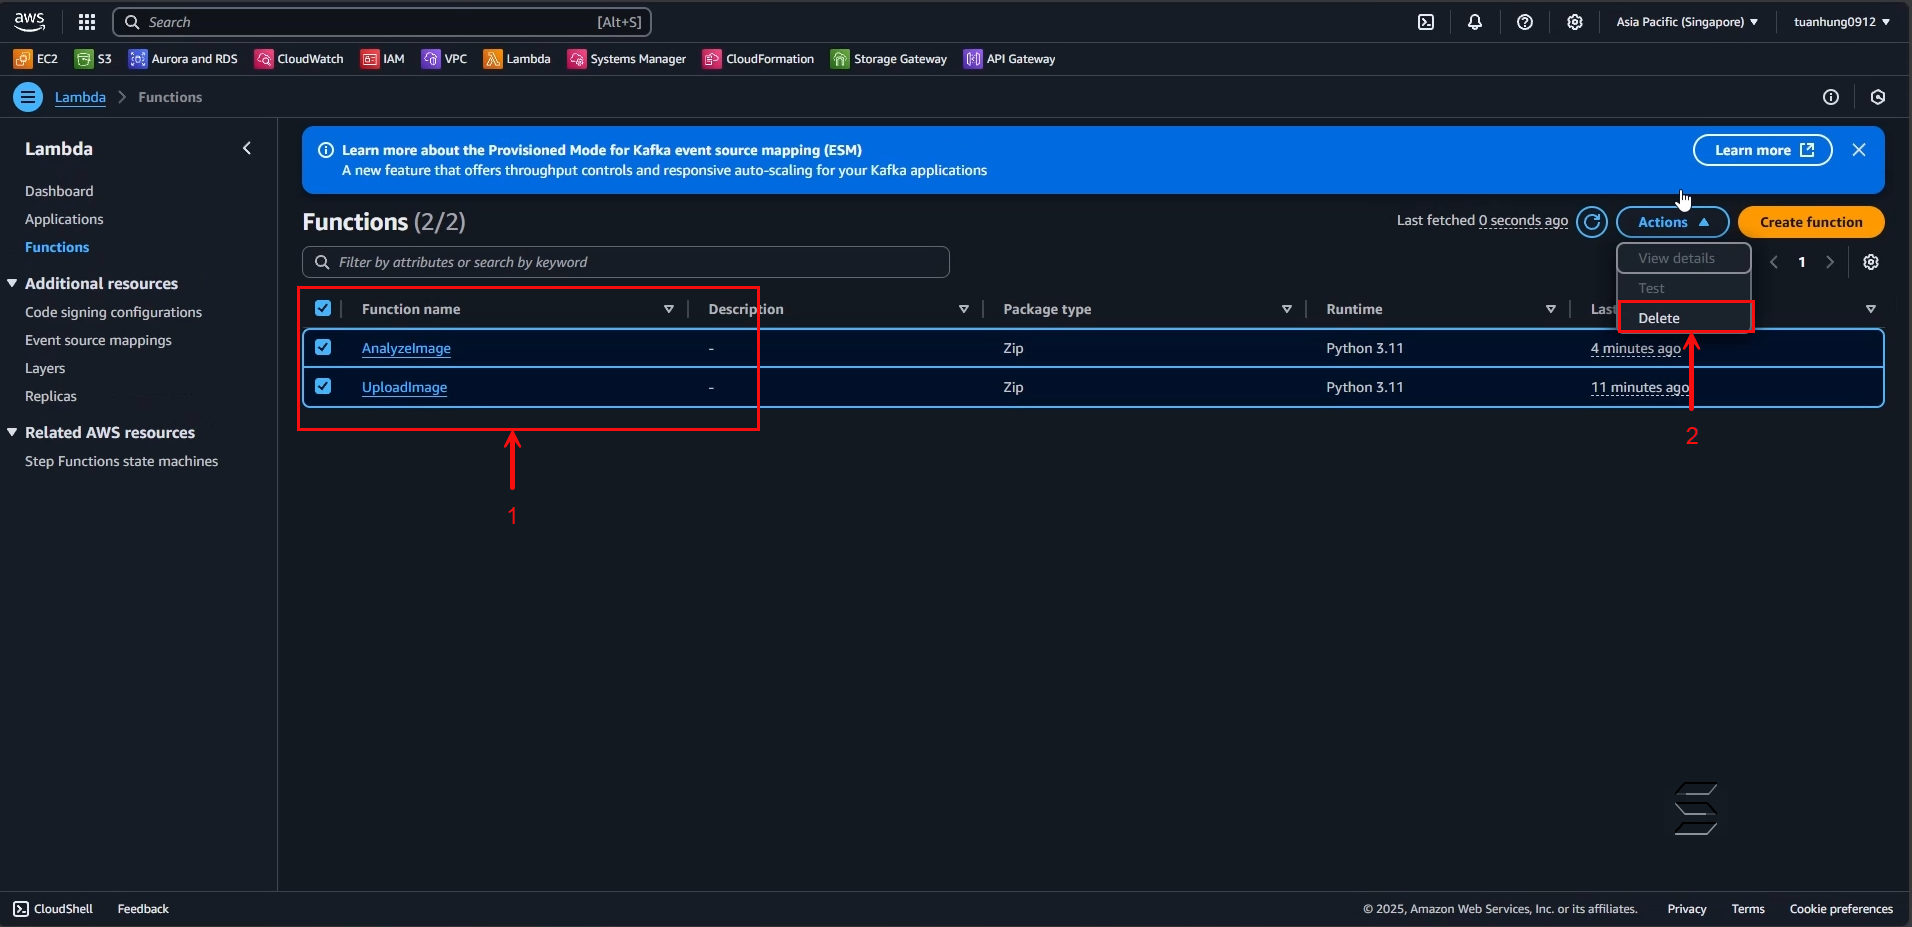 aws
Search [Alt+S]
Asia Pacific (Singapore)
tuanhung0912
EC2 S3 Aurora and RDS CloudWatch IAM VPC Lambda Systems Manager CloudFormation Storage Gateway API Gateway
Lambda > Functions
Lambda
Dashboard
Applications
Functions
Additional resources
Code signing configurations
Event source mappings
Layers
Replicas
Related AWS resources
Step Functions state machines
Learn more about the Provisioned Mode for Kafka event source mapping (ESM)
A new feature that offers throughput controls and responsive auto-scaling for your Kafka applications
Learn more
Functions (2/2)
Last fetched 0 seconds ago
Actions
Create function
Filter by attributes or search by keyword
1
View details
Test
Delete
Function name Description Package type Runtime Las
AnalyzeImage - Zip Python 3.11 4 minutes ago
UploadImage - Zip Python 3.11 11 minutes ago
1
2
CloudShell Feedback
© 2025, Amazon Web Services, Inc. or its affiliates. Privacy Terms Cookie preferences